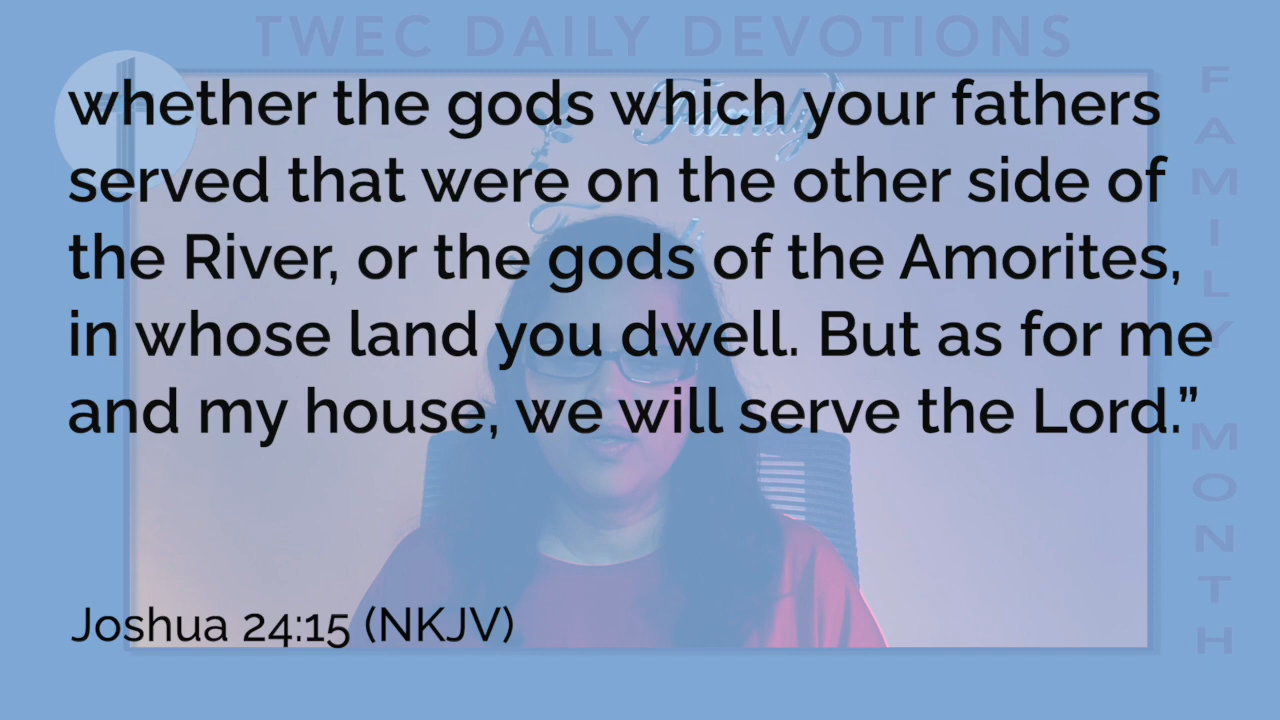 TWEC DAILY DEVOTIONS
whether the gods which your fathers
served that were on the other side of
the River, or the gods of the Amorites,
in whose land you dwell. But as for me
and my house, we will serve the Lord.”
Joshua 24:15 (NKJV)
Family
FAMILY MONTH